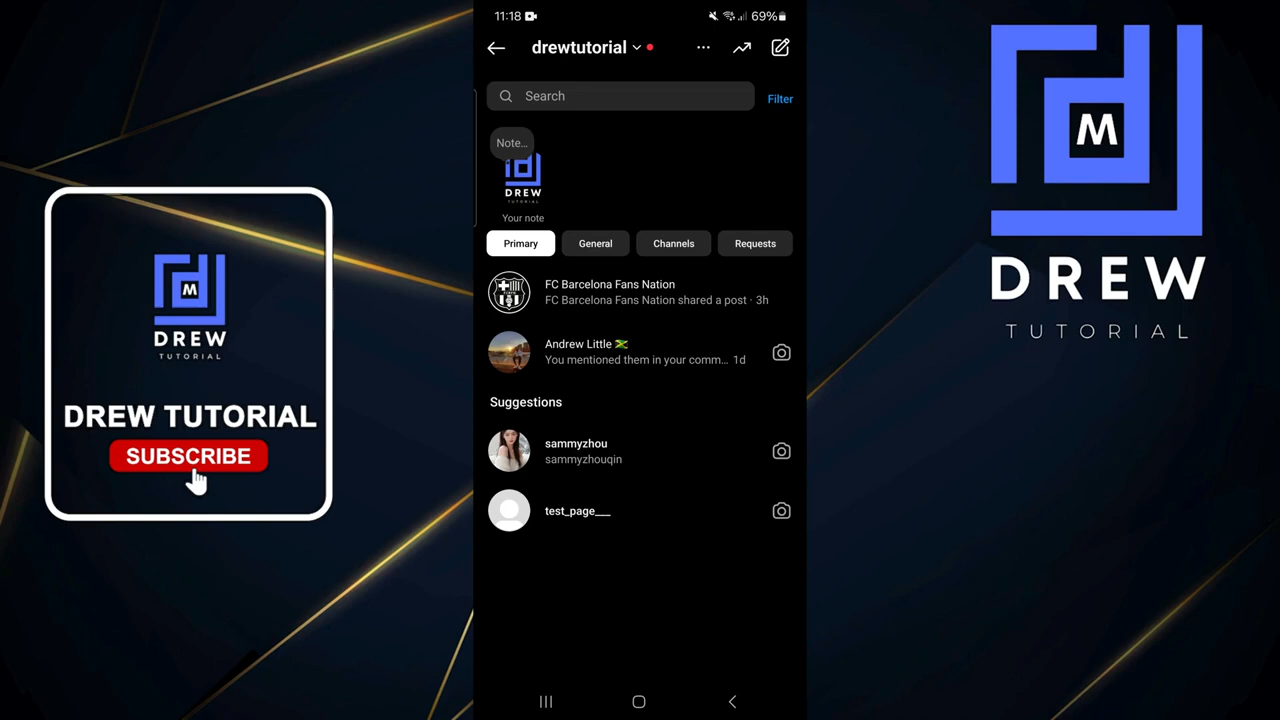 11:18
69%
drewtutorial
Search
Filter
Note...
DREW
TUTORIAL
Your note
Primary
General
Channels
Requests
FC Barcelona Fans Nation
FC Barcelona Fans Nation shared a post · 3h
Andrew Little 🇯🇲
You mentioned them in your comm... 1d
Suggestions
sammyzhou
sammyzhouqin
test_page___
M
DREW
TUTORIAL
DREW TUTORIAL
SUBSCRIBE
M
DREW
TUTORIAL